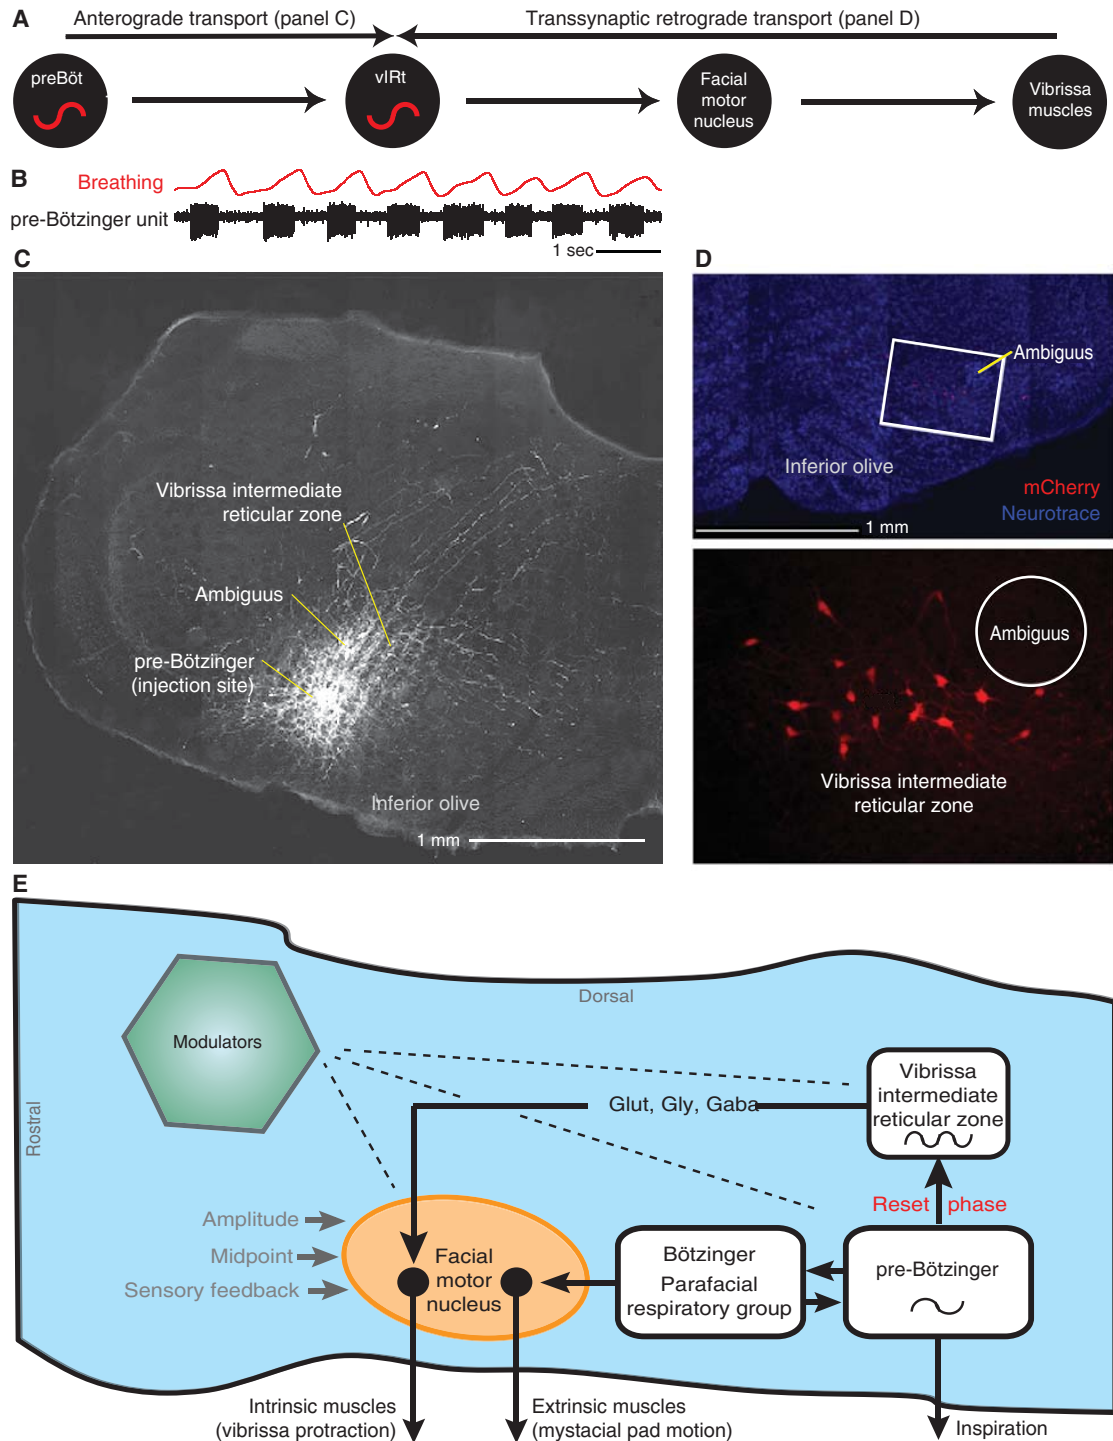 A
Anterograde transport (panel C)
Transsynaptic retrograde transport (panel D)
preBöt
vIRt
Facial
motor
nucleus
Vibrissa
muscles
B
Breathing
pre-Bötzinger unit
1 sec
C
Vibrissa intermediate
reticular zone
Ambiguus
pre-Bötzinger
(injection site)
Inferior olive
1 mm
D
Ambiguus
Inferior olive
mCherry
Neurotrace
1 mm
Ambiguus
Vibrissa intermediate
reticular zone
E
Dorsal
Rostral
Modulators
Vibrissa
intermediate
reticular zone
Glut, Gly, Gaba
Reset phase
Amplitude
Midpoint
Sensory feedback
Facial
motor
nucleus
Bötzinger
Parafacial
respiratory group
pre-Bötzinger
Intrinsic muscles
(vibrissa protraction)
Extrinsic muscles
(mystacial pad motion)
Inspiration